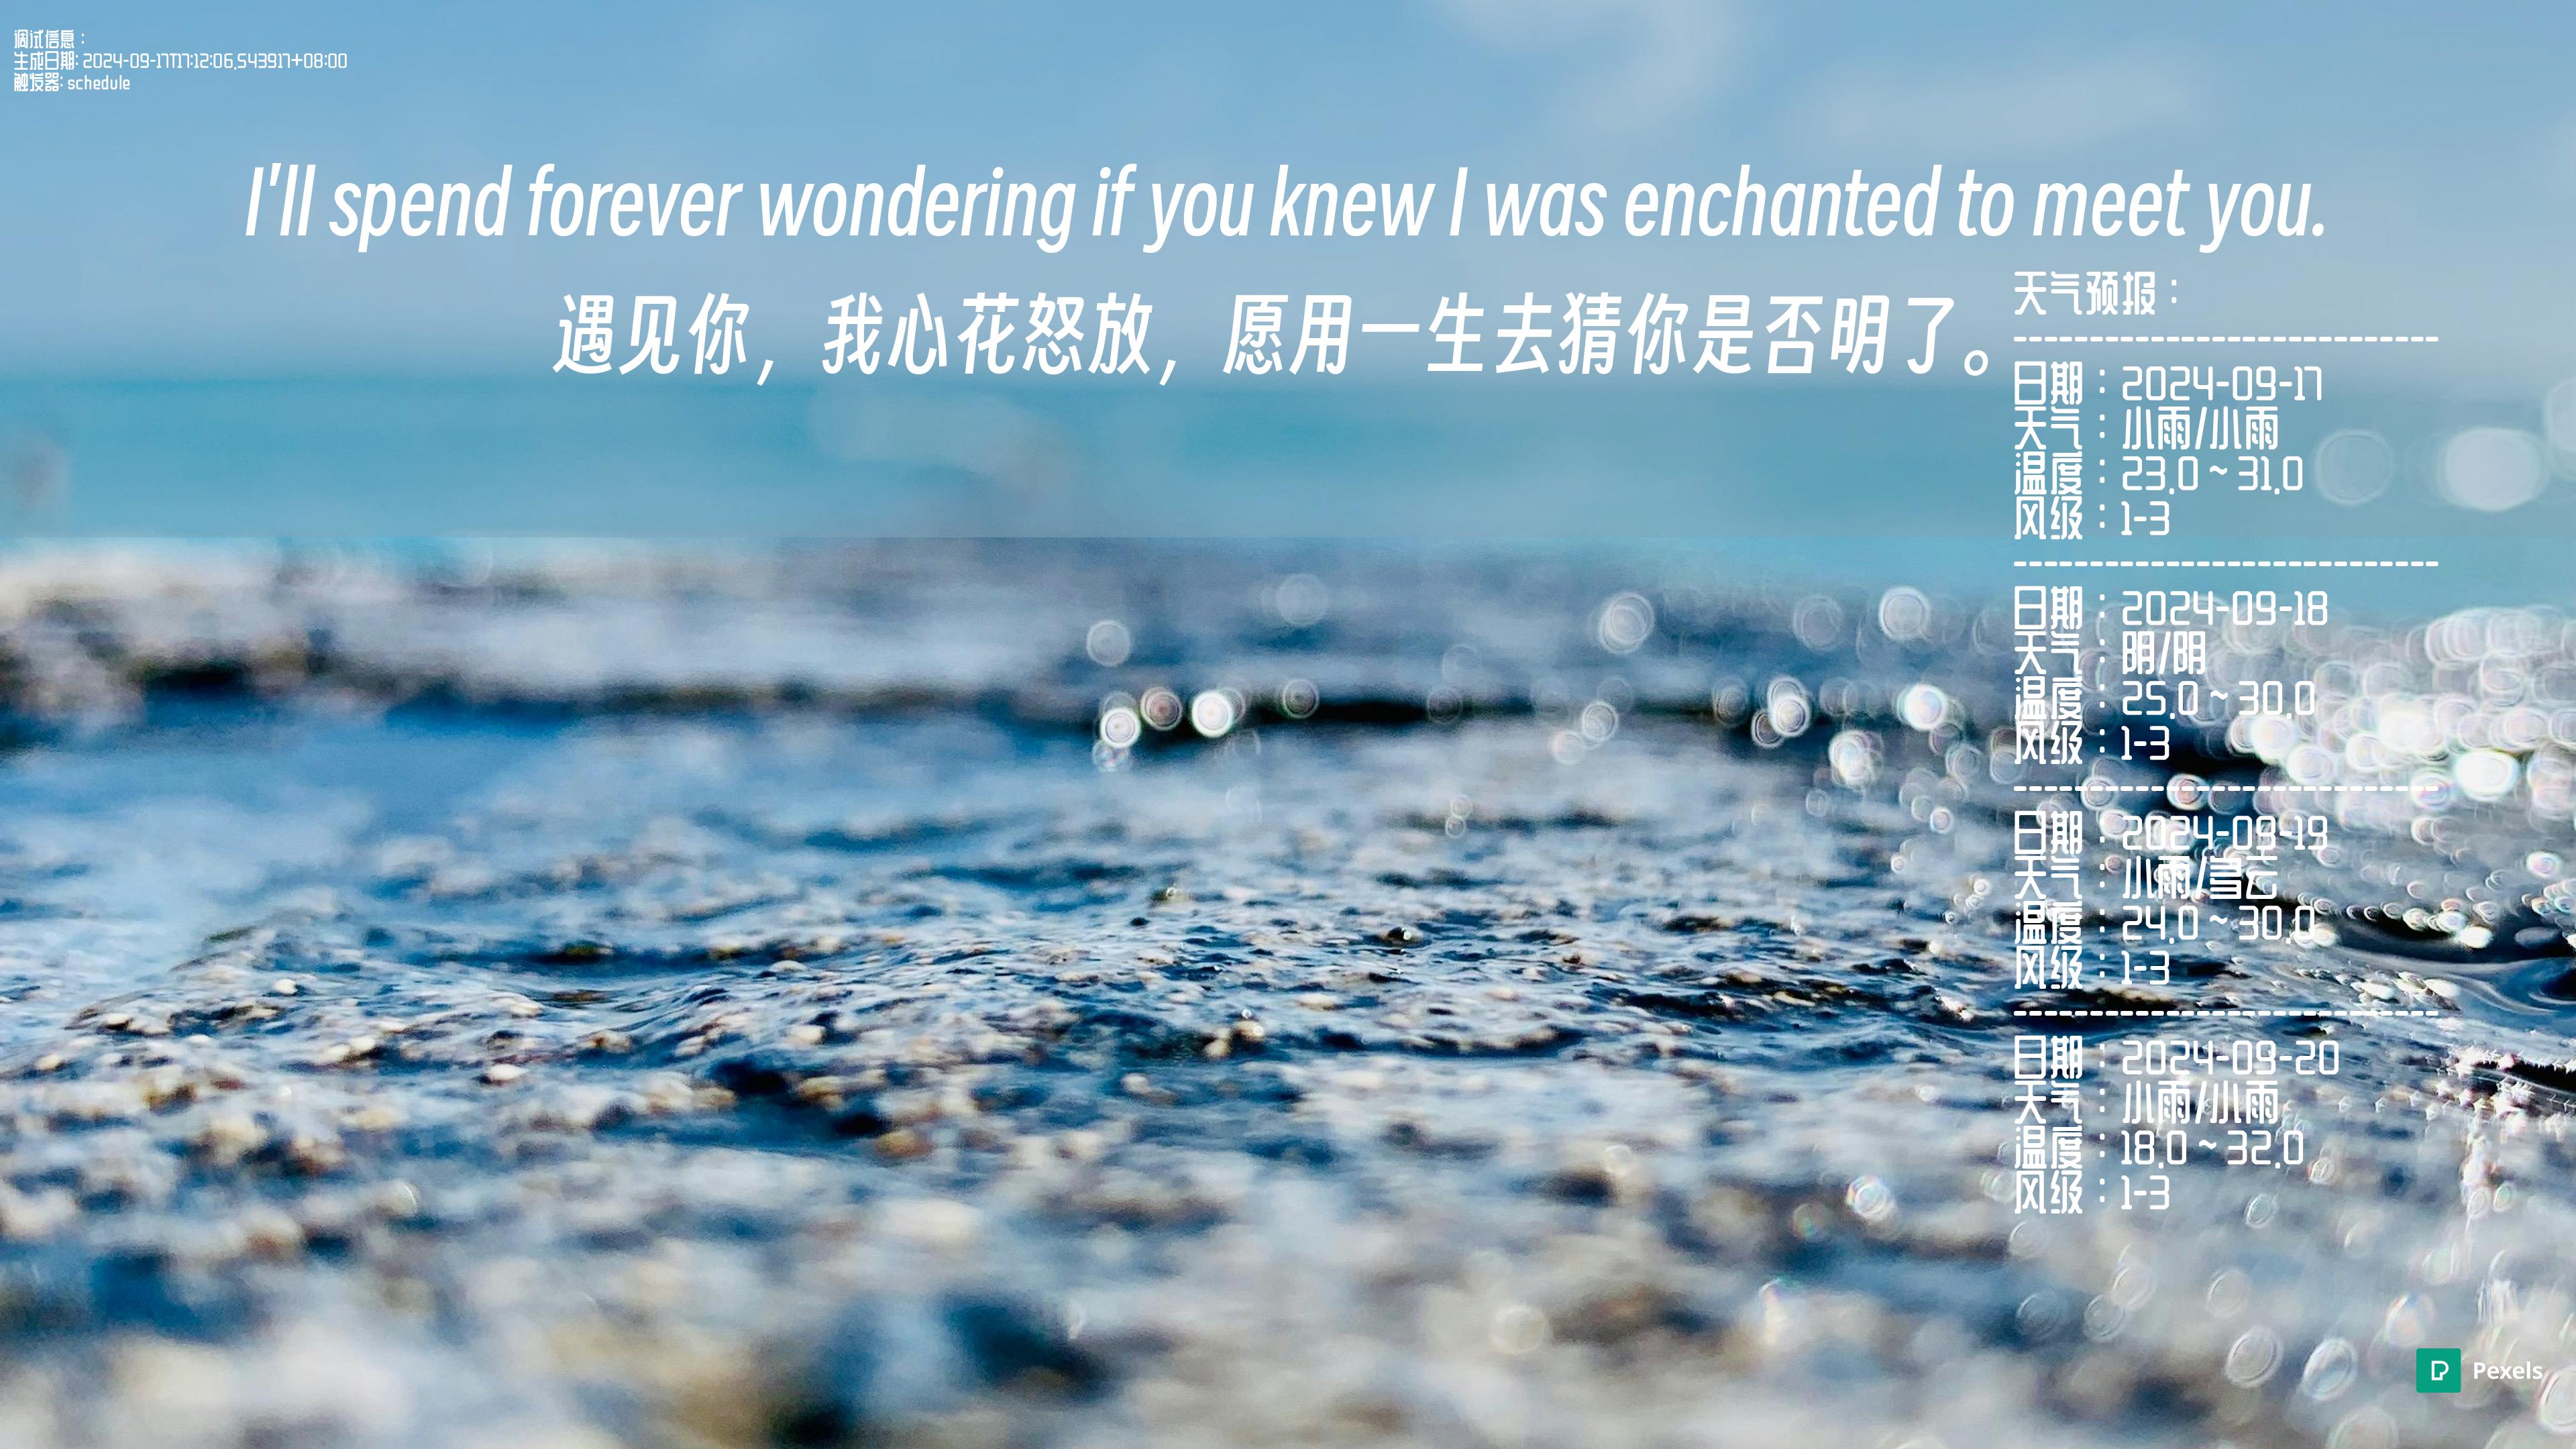 调试信息：
生成日期: 2024-09-17T17:12:06.543917+08:00
触发器: schedule
I'll spend forever wondering if you knew I was enchanted to meet you.
遇见你，我心花怒放，愿用一生去猜你是否明了。
天气预报：
----------------------------
日期：2024-09-17
天气：小雨/小雨
温度：23.0 ~ 31.0
风级：1-3
----------------------------
日期：2024-09-18
天气：阴/阴
温度：25.0 ~ 30.0
风级：1-3
----------------------------
日期：2024-09-19
天气：小雨/多云
温度：24.0 ~ 30.0
风级：1-3
----------------------------
日期：2024-09-20
天气：小雨/小雨
温度：18.0 ~ 32.0
风级：1-3
Pexels